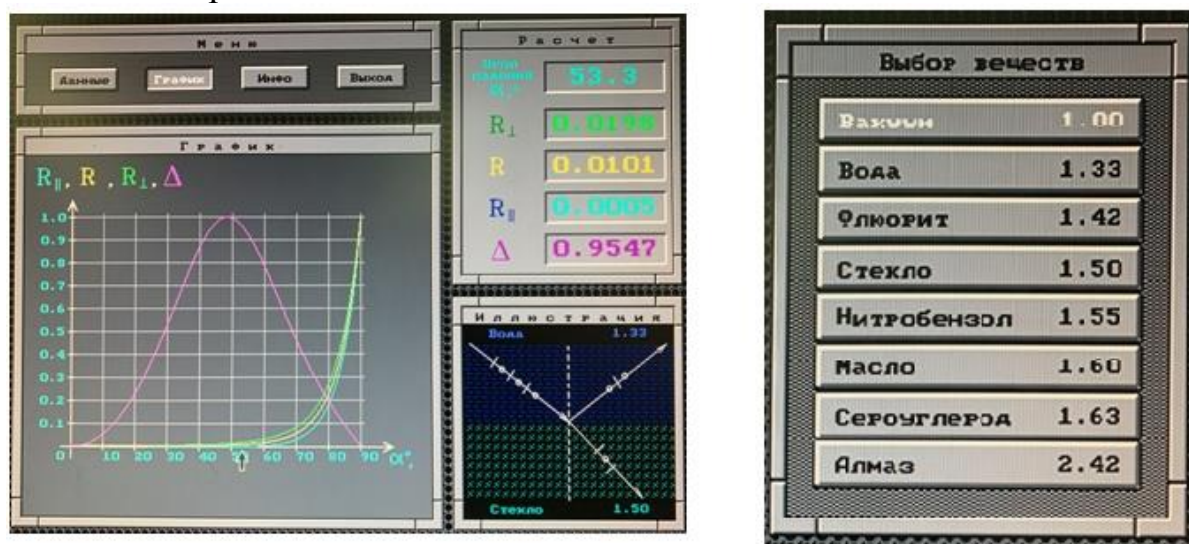 Меню
Данные График Инфо Выход
График
R∥, R , R⊥, Δ
1.0
0.9
0.8
0.7
0.6
0.5
0.4
0.3
0.2
0.1
0 10 20 30 40 60 70 80 90 α°,
Расчет
Угол
падения
α,° 53.3
R⊥ 0.0198
R 0.0101
R∥ 0.0005
Δ 0.9547
Иллюстрация
Вода 1.33
Стекло 1.50
Выбор веществ
Вакуум 1.00
Вода 1.33
Флюорит 1.42
Стекло 1.50
Нитробензол 1.55
Масло 1.60
Сероуглерод 1.63
Алмаз 2.42